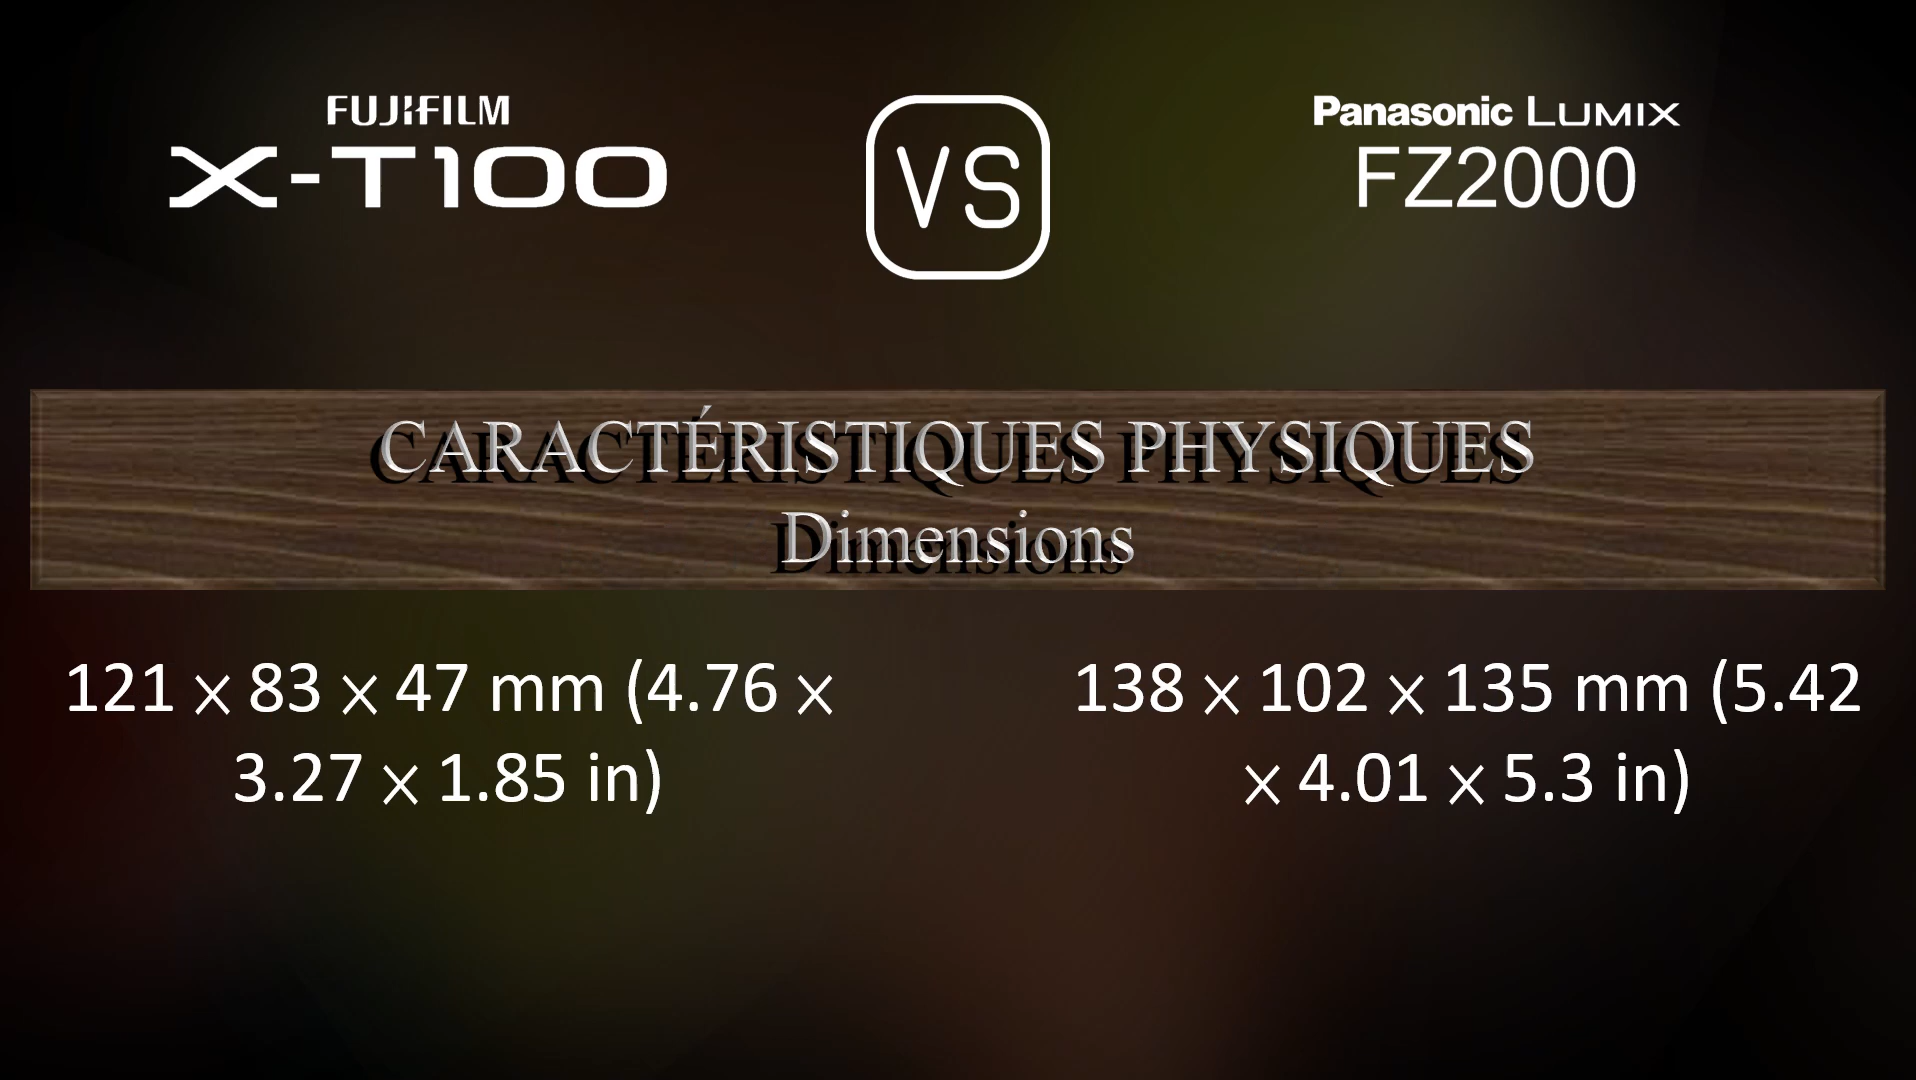 FUJIFILM
X-T100
VS
Panasonic LUMIX
FZ2000
CARACTÉRISTIQUES PHYSIQUES
Dimensions
121 x 83 x 47 mm (4.76 x
3.27 x 1.85 in)
138 x 102 x 135 mm (5.42
x 4.01 x 5.3 in)